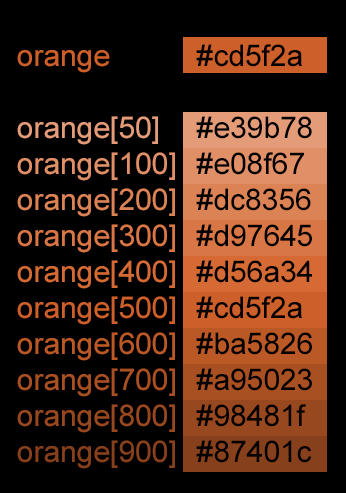 orange #cd5f2a
orange[50] #e39b78
orange[100] #e08f67
orange[200] #dc8356
orange[300] #d97645
orange[400] #d56a34
orange[500] #cd5f2a
orange[600] #ba5826
orange[700] #a95023
orange[800] #98481f
orange[900] #87401c